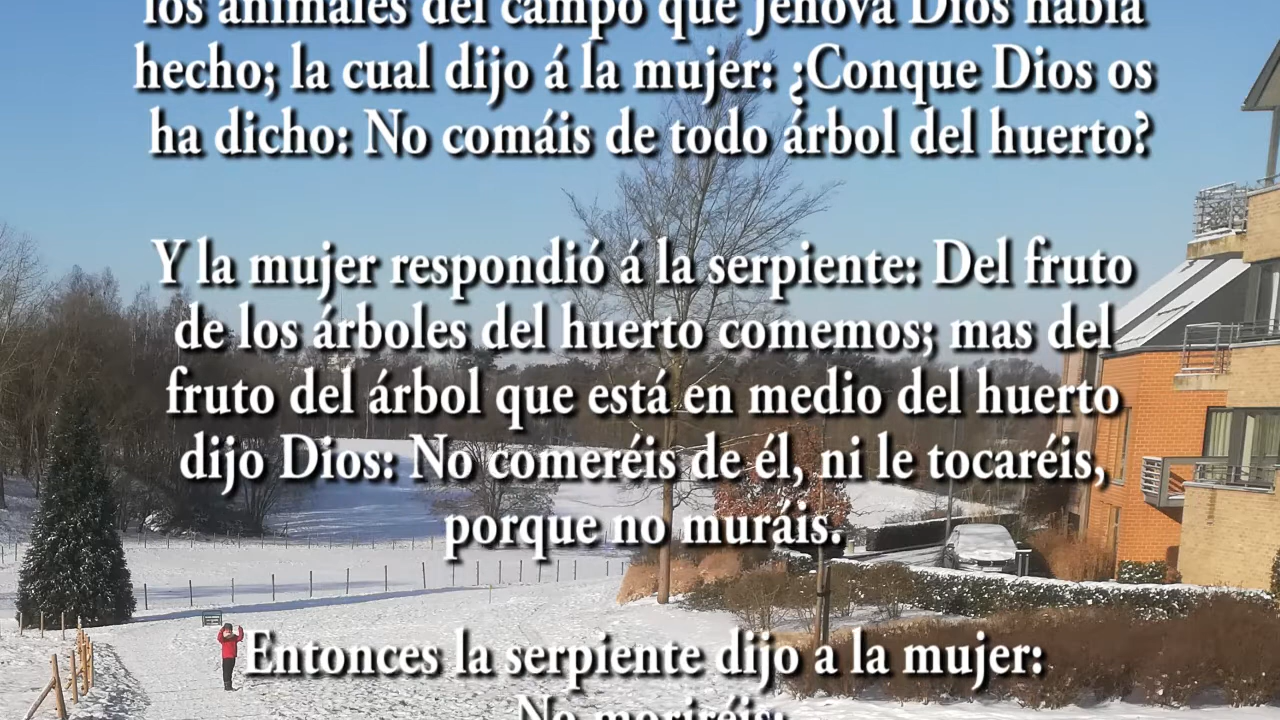 los animales del campo que Jehová Dios había
hecho; la cual dijo á la mujer: ¿Conque Dios os
ha dicho: No comáis de todo árbol del huerto?
Y la mujer respondió á la serpiente: Del fruto
de los árboles del huerto comemos; mas del
fruto del árbol que está en medio del huerto
dijo Dios: No comeréis de él, ni le tocaréis,
porque no muráis.
Entonces la serpiente dijo a la mujer:
No moriréis;